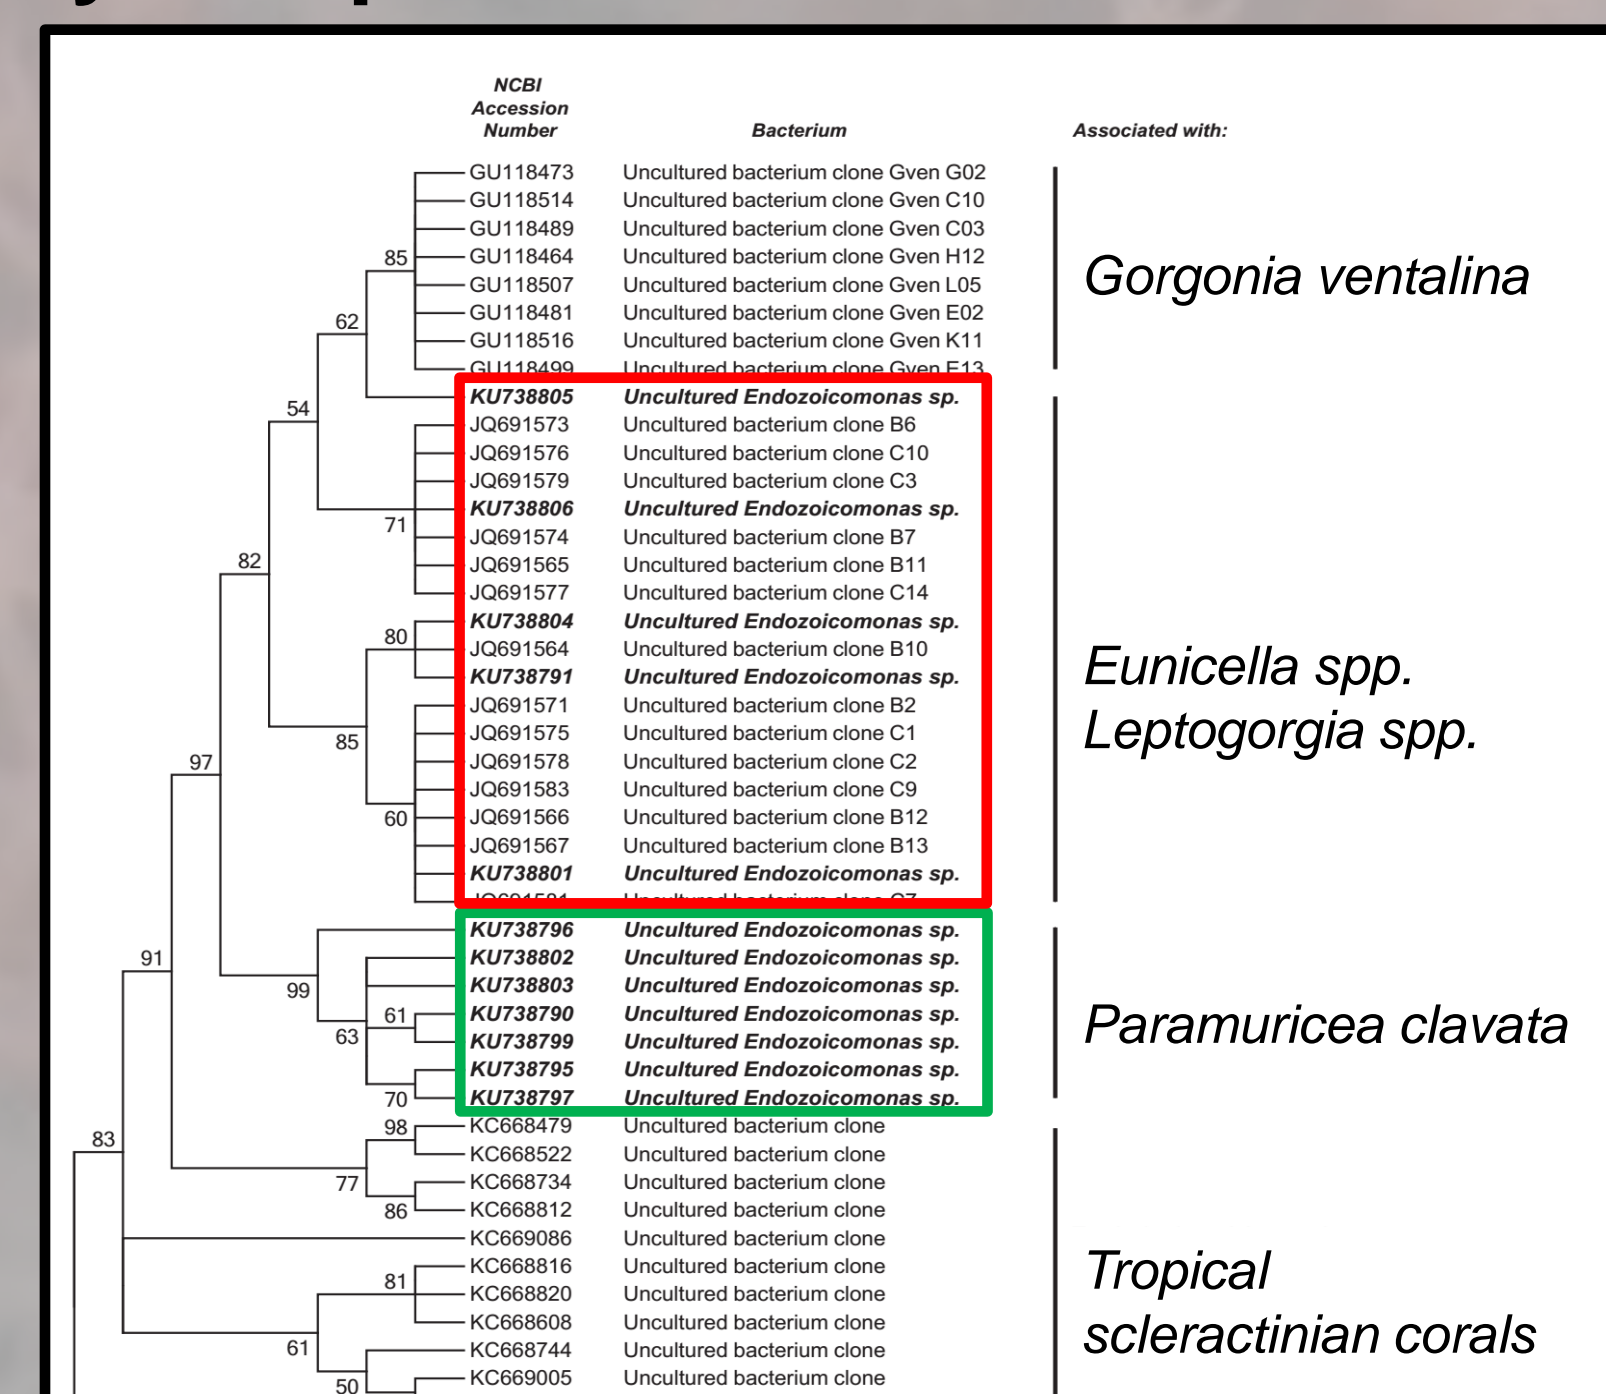 NCBI
Accession
Number
Bacterium
Associated with:
GU118473 Uncultured bacterium clone Gven G02
GU118514 Uncultured bacterium clone Gven C10
GU118489 Uncultured bacterium clone Gven C03
85 GU118464 Uncultured bacterium clone Gven H12
Gorgonia ventalina
GU118507 Uncultured bacterium clone Gven L05
GU118481 Uncultured bacterium clone Gven E02
62
GU118516 Uncultured bacterium clone Gven K11
GU118499 Uncultured bacterium clone Gven E13
KU738805 Uncultured Endozoicomonas sp.
54
JQ691573 Uncultured bacterium clone B6
JQ691576 Uncultured bacterium clone C10
JQ691579 Uncultured bacterium clone C3
KU738806 Uncultured Endozoicomonas sp.
71
JQ691574 Uncultured bacterium clone B7
82 JQ691565 Uncultured bacterium clone B11
JQ691577 Uncultured bacterium clone C14
KU738804 Uncultured Endozoicomonas sp.
80
JQ691564 Uncultured bacterium clone B10
Eunicella spp.
KU738791 Uncultured Endozoicomonas sp.
JQ691571 Uncultured bacterium clone B2
Leptogorgia spp.
JQ691575 Uncultured bacterium clone C1
85
97 JQ691578 Uncultured bacterium clone C2
JQ691583 Uncultured bacterium clone C9
60 JQ691566 Uncultured bacterium clone B12
JQ691567 Uncultured bacterium clone B13
KU738801 Uncultured Endozoicomonas sp.
JQ691581 Uncultured bacterium clone C7
KU738796 Uncultured Endozoicomonas sp.
91 KU738802 Uncultured Endozoicomonas sp.
99 KU738803 Uncultured Endozoicomonas sp.
61 KU738790 Uncultured Endozoicomonas sp.
Paramuricea clavata
63 KU738799 Uncultured Endozoicomonas sp.
KU738795 Uncultured Endozoicomonas sp.
70 KU738797 Uncultured Endozoicomonas sp.
98 KC668479 Uncultured bacterium clone
83
KC668522 Uncultured bacterium clone
77 KC668734 Uncultured bacterium clone
86 KC668812 Uncultured bacterium clone
KC669086 Uncultured bacterium clone
KC668816 Uncultured bacterium clone
Tropical
81
KC668820 Uncultured bacterium clone
KC668608 Uncultured bacterium clone
scleractinian corals
61 KC668744 Uncultured bacterium clone
50 KC669005 Uncultured bacterium clone